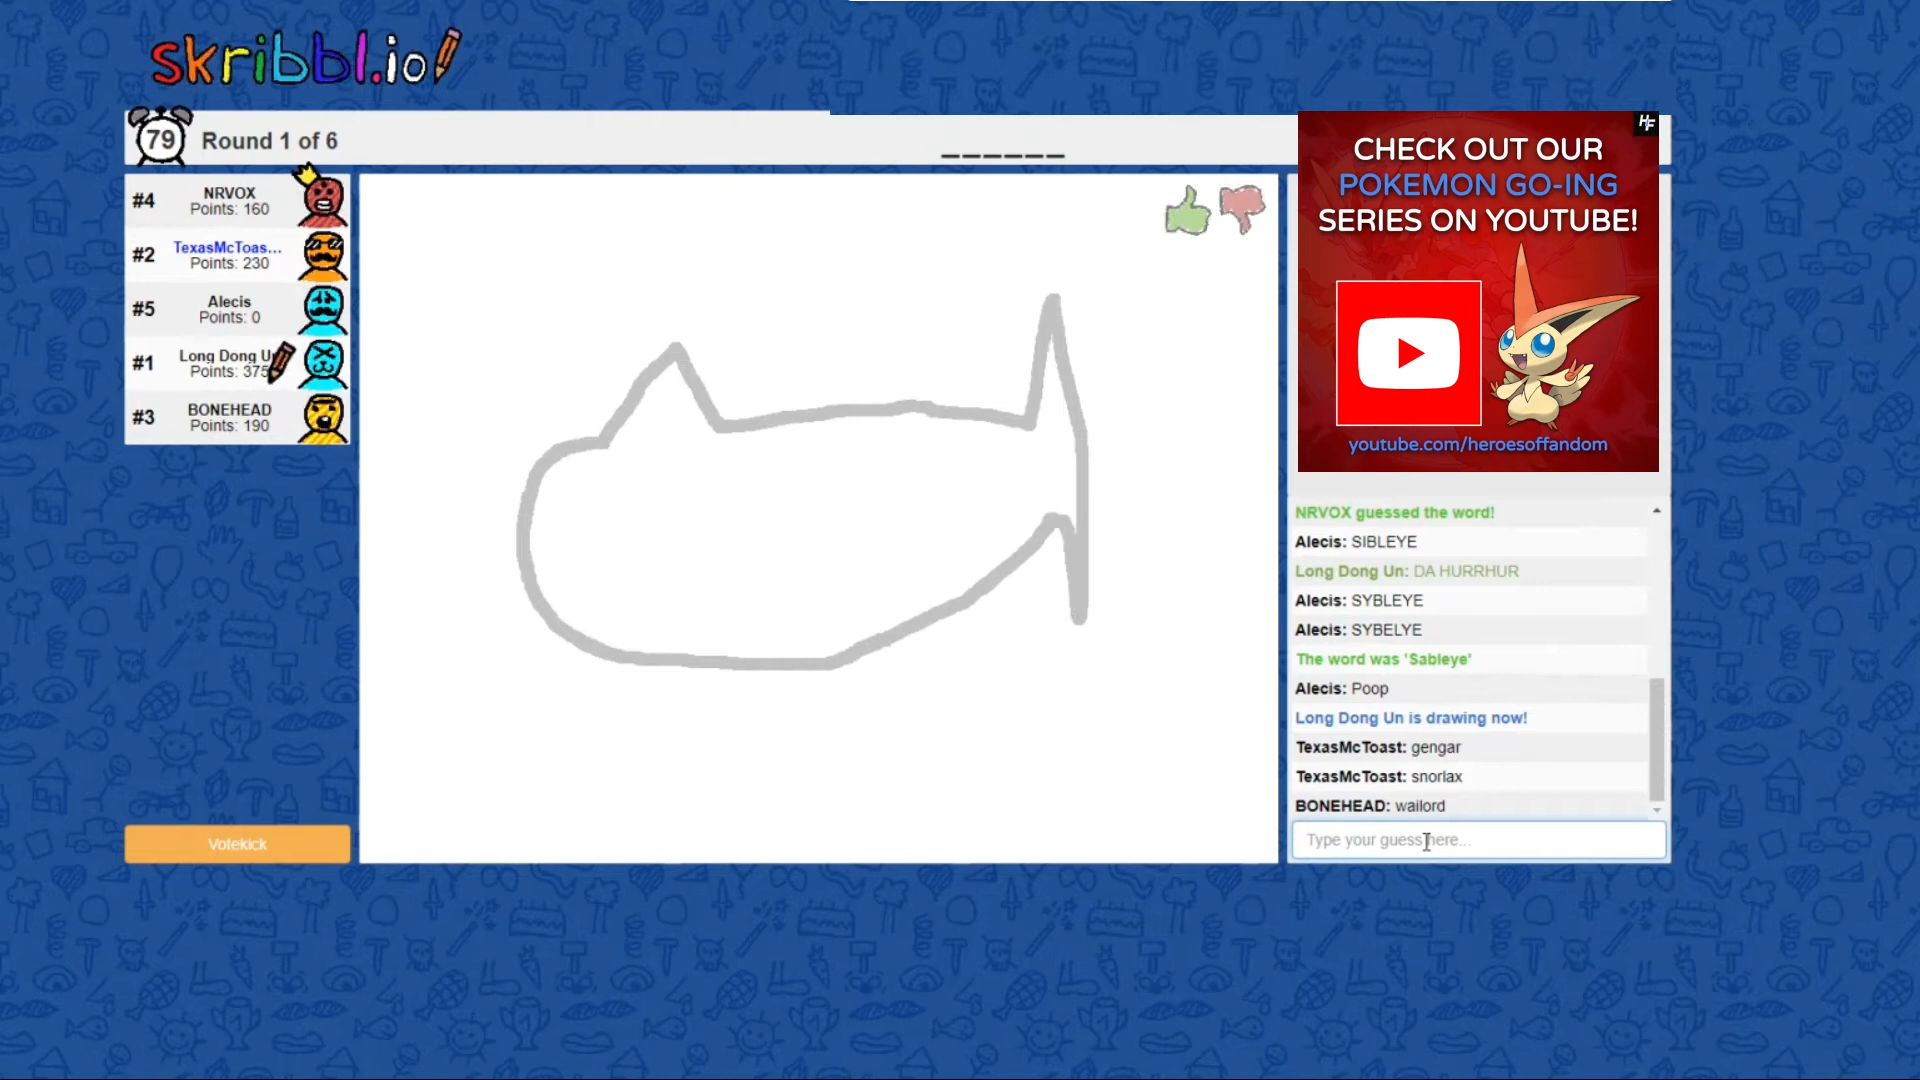 skribbl.io
79
Round 1 of 6
______
#4
NRVOX
Points: 160
#2
TexasMcToas...
Points: 230
#5
Alecis
Points: 0
#1
Long Dong U
Points: 375
#3
BONEHEAD
Points: 190
Votekick
HF
CHECK OUT OUR
POKEMON GO-ING
SERIES ON YOUTUBE!
youtube.com/heroesoffandom
NRVOX guessed the word!
Alecis: SIBLEYE
Long Dong Un: DA HURRHUR
Alecis: SYBLEYE
Alecis: SYBELYE
The word was 'Sableye'
Alecis: Poop
Long Dong Un is drawing now!
TexasMcToast: gengar
TexasMcToast: snorlax
BONEHEAD: wailord
Type your guess here...